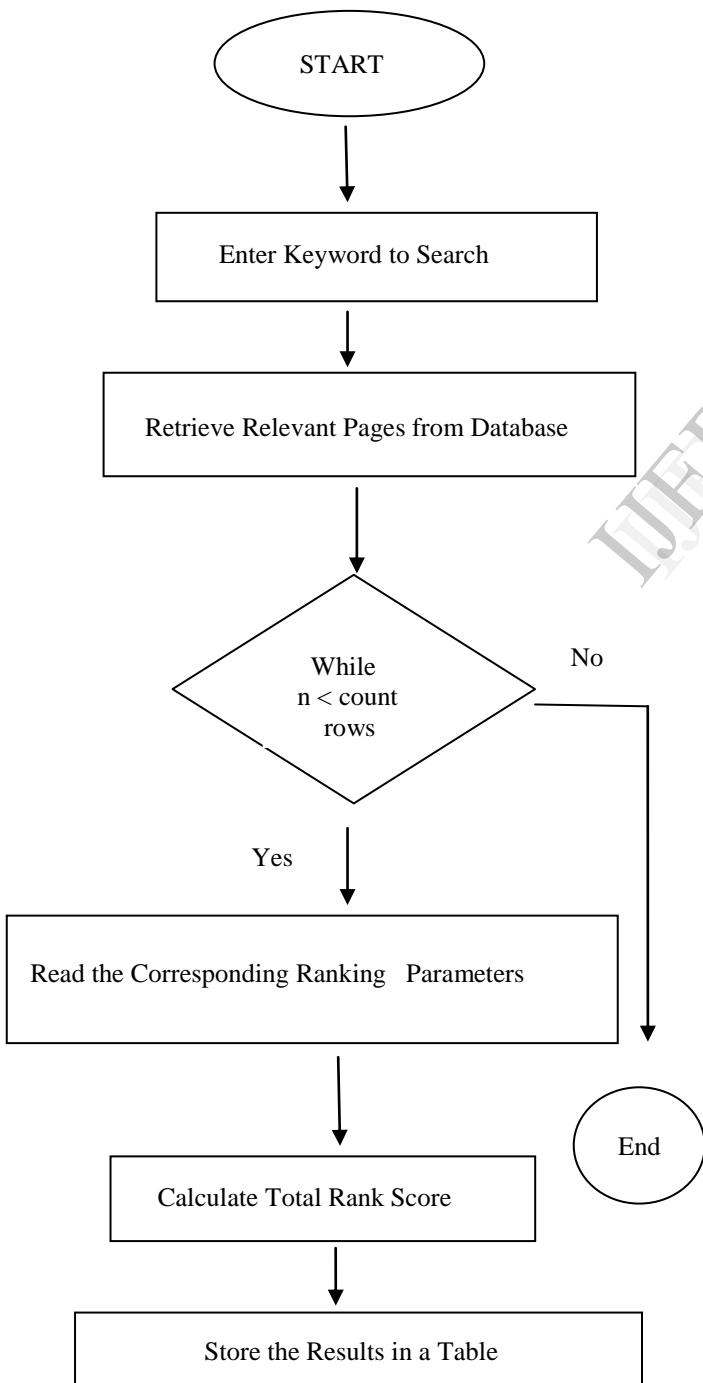 START
Enter Keyword to Search
Retrieve Relevant Pages from Database
While
n < count
rows
No
Yes
Read the Corresponding Ranking Parameters
End
Calculate Total Rank Score
Store the Results in a Table